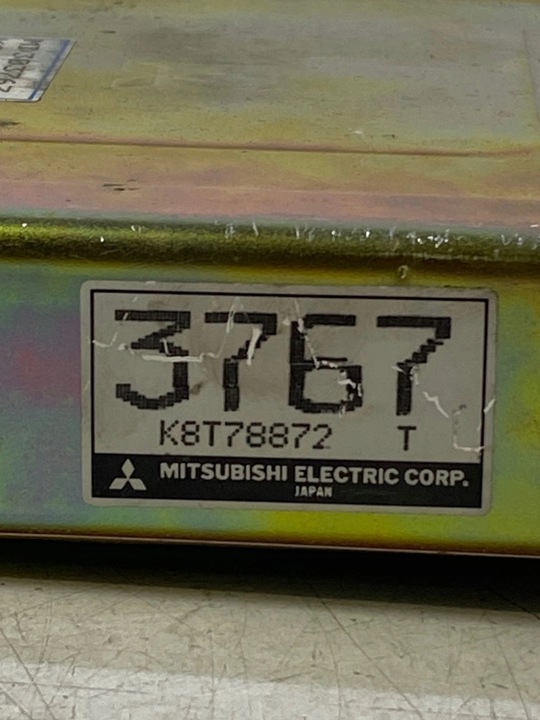 3767
K8T78872 T
MITSUBISHI ELECTRIC CORP.
JAPAN